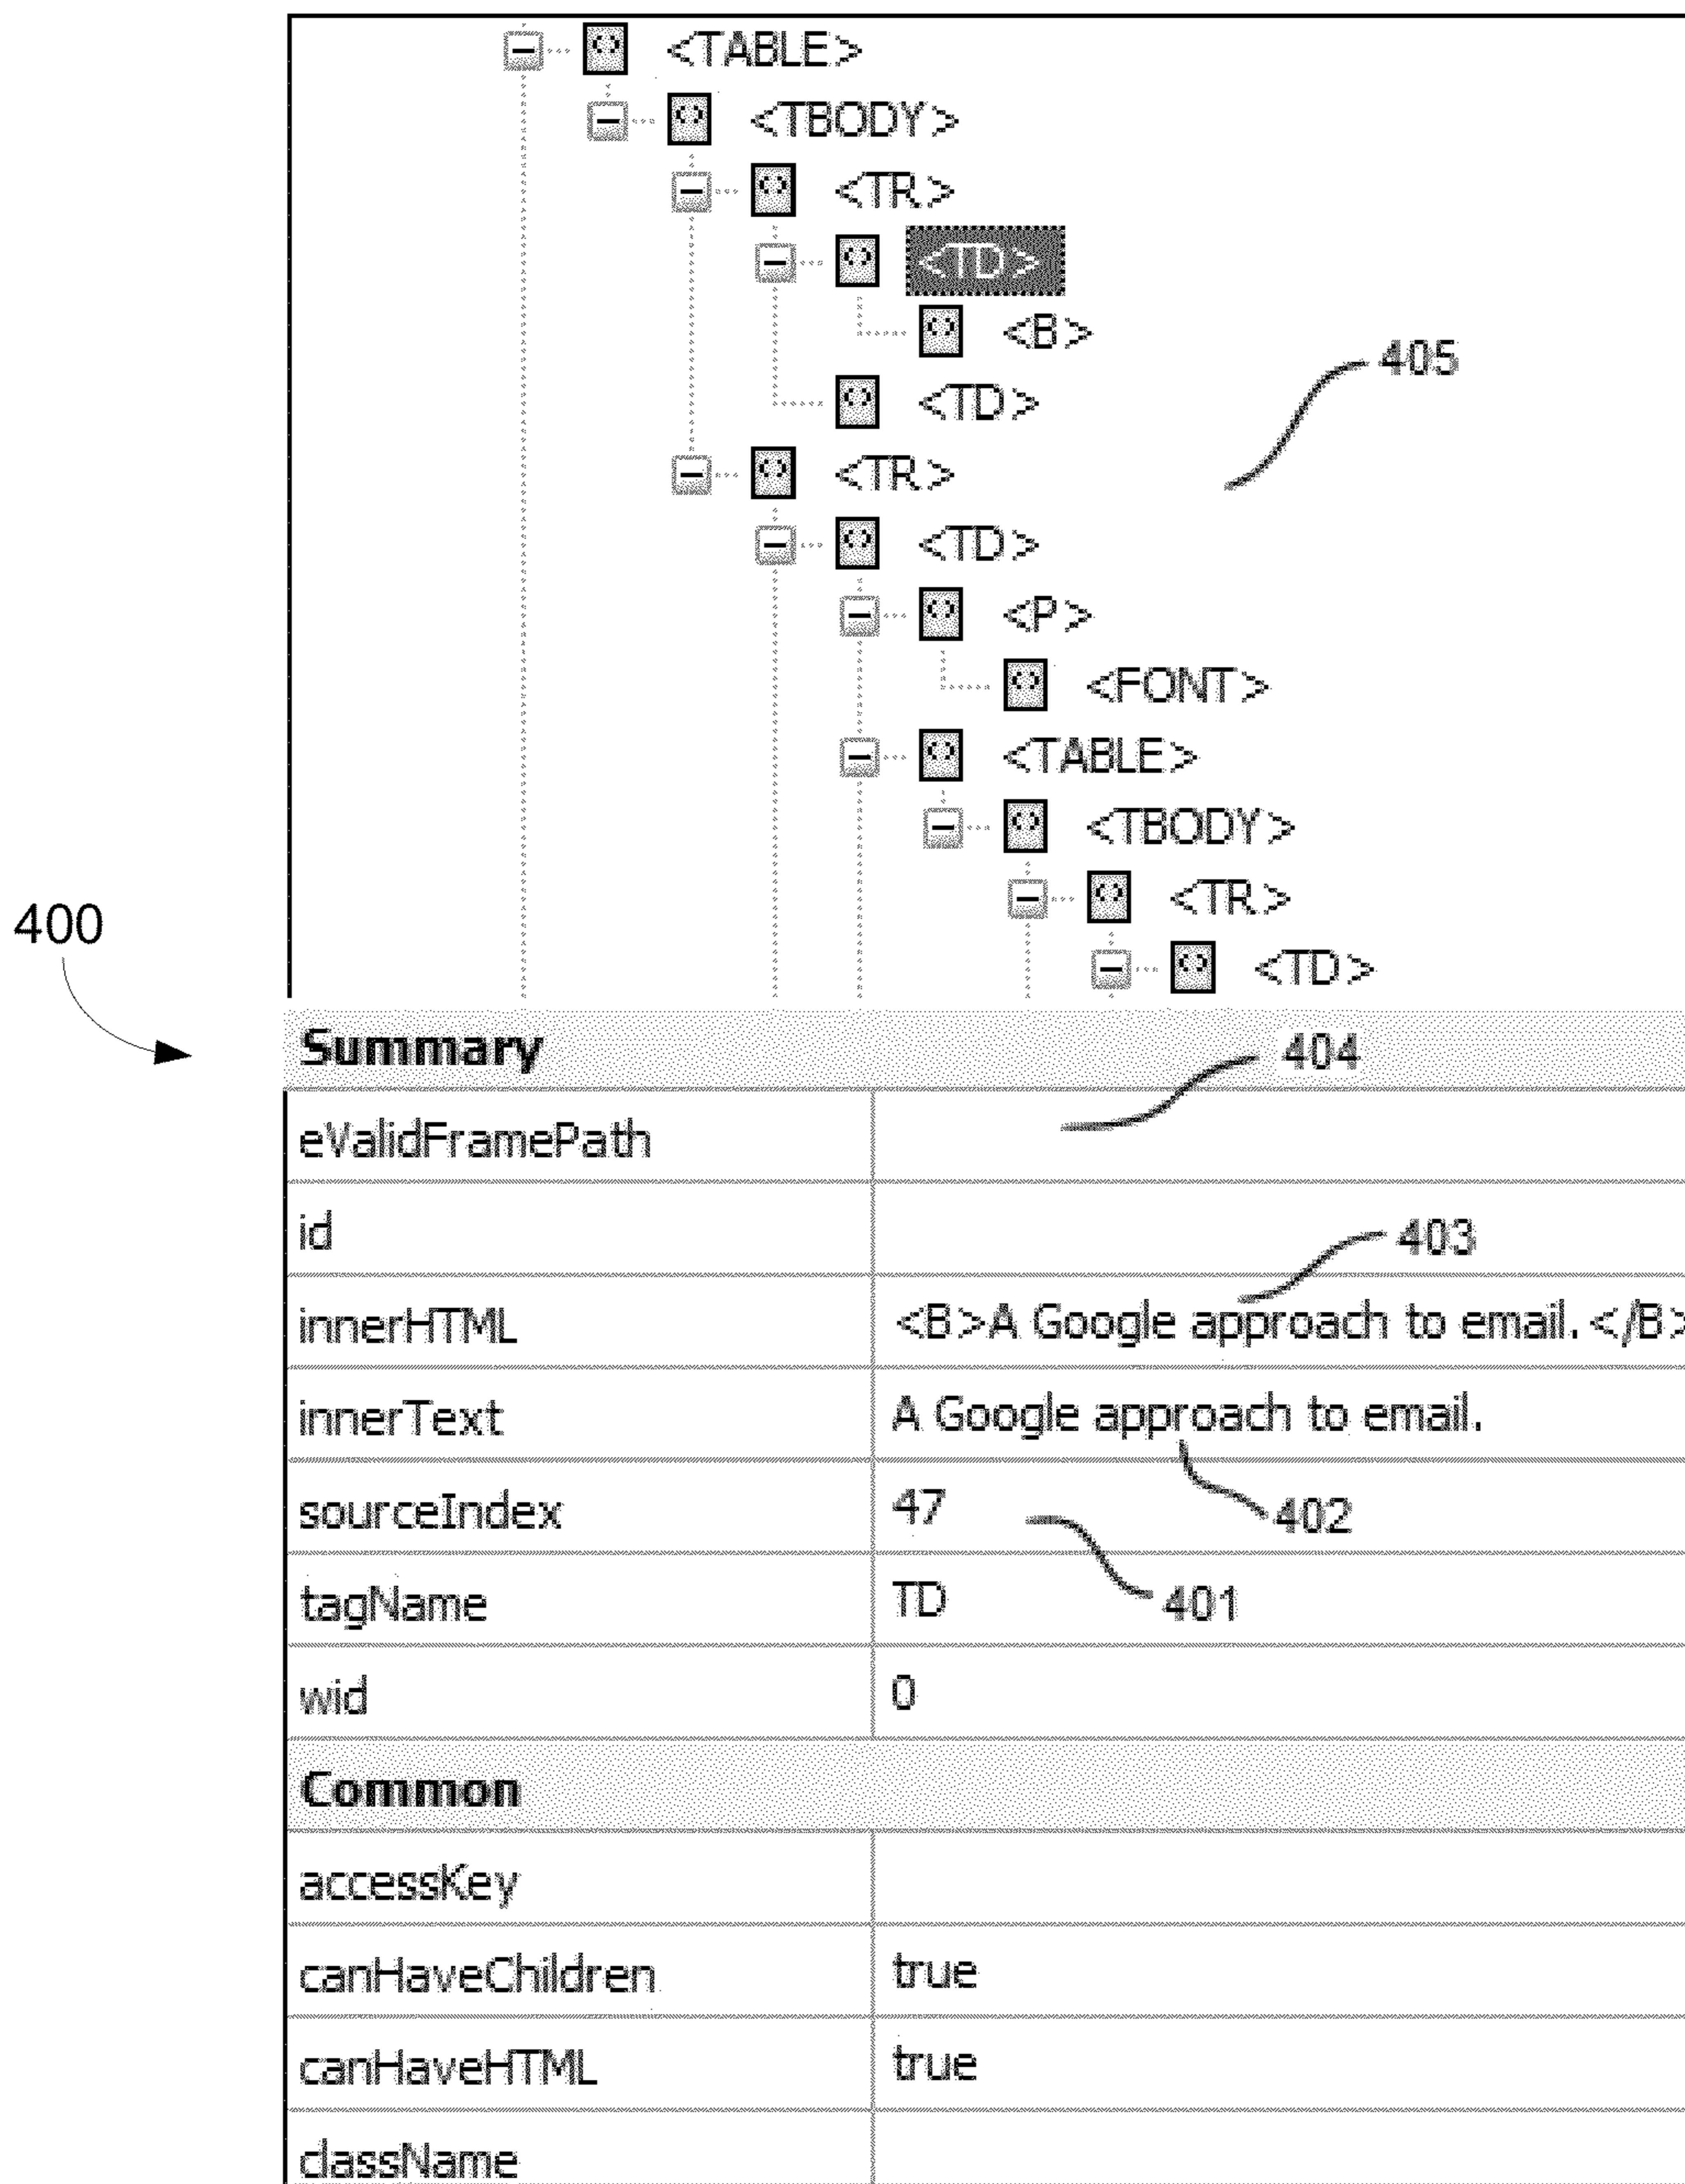 <TABLE>
<TBODY>
<TR>
<TD>
<B>
405
<TD>
<TR>
<TD>
<P>
<FONT>
<TABLE>
<TBODY>
<TR>
400
<TD>
Summary 404
eValidFramePath
id
403
innerHTML <B>A Google approach to email. </B>
innerText A Google approach to email.
sourceIndex 47 402
tagName TD 401
wid 0
Common
accessKey
canHaveChildren true
canHaveHTML true
className